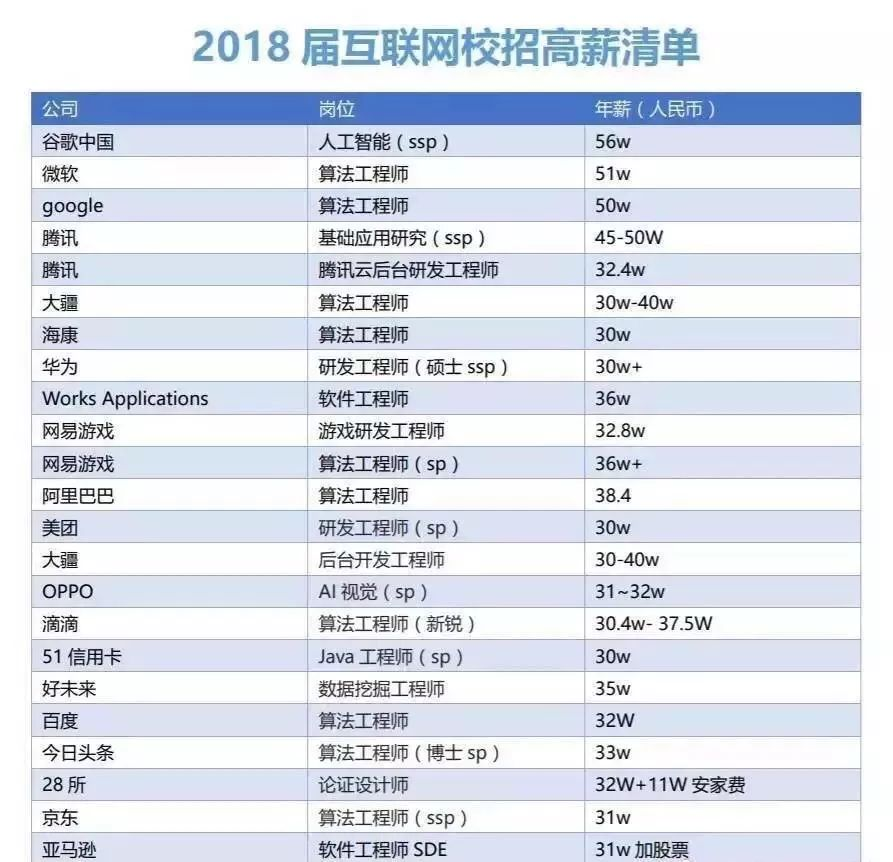 2018 届互联网校招高薪清单
公司 岗位 年薪（人民币）
谷歌中国 人工智能（ssp） 56w
微软 算法工程师 51w
google 算法工程师 50w
腾讯 基础应用研究（ssp） 45-50W
腾讯 腾讯云后台研发工程师 32.4w
大疆 算法工程师 30w-40w
海康 算法工程师 30w
华为 研发工程师（硕士 ssp） 30w+
Works Applications 软件工程师 36w
网易游戏 游戏研发工程师 32.8w
网易游戏 算法工程师（sp） 36w+
阿里巴巴 算法工程师 38.4
美团 研发工程师（sp） 30w
大疆 后台开发工程师 30-40w
OPPO AI 视觉（sp） 31~32w
滴滴 算法工程师（新锐） 30.4w- 37.5W
51 信用卡 Java 工程师（sp） 30w
好未来 数据挖掘工程师 35w
百度 算法工程师 32W
今日头条 算法工程师（博士 sp） 33w
28 所 论证设计师 32W+11W 安家费
京东 算法工程师（ssp） 31w
亚马逊 软件工程师 SDE 31w 加股票